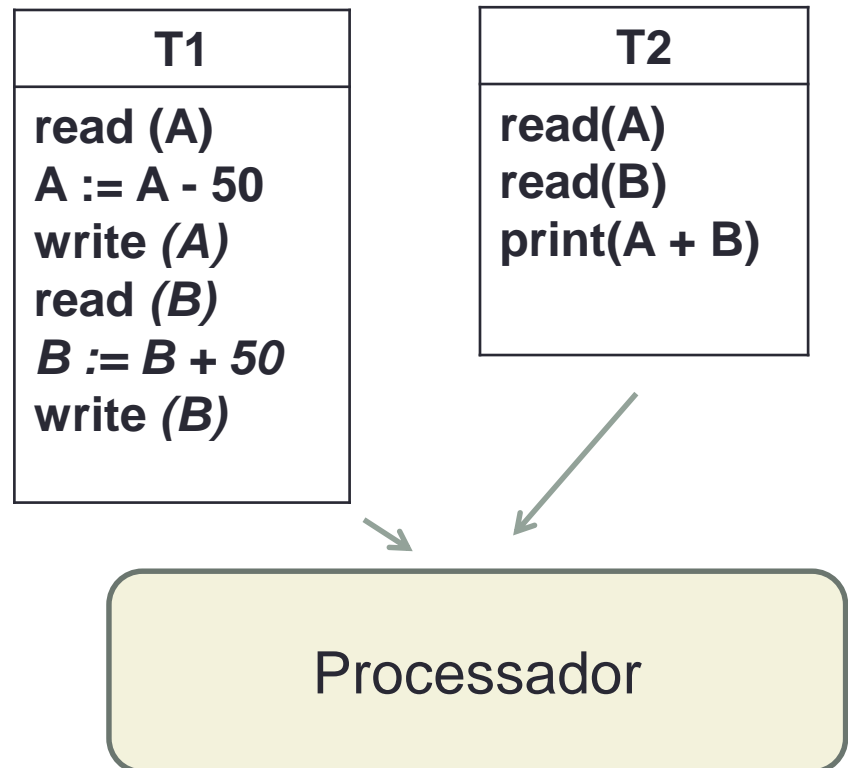 T1
read (A)
A := A - 50
write (A)
read (B)
B := B + 50
write (B)
T2
read(A)
read(B)
print(A + B)
Processador